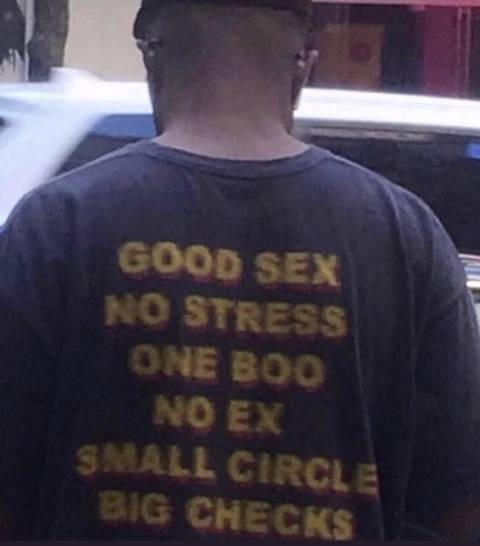 GOOD SEX
NO STRESS
ONE BOO
NO EX
SMALL CIRCLE
BIG CHECKS